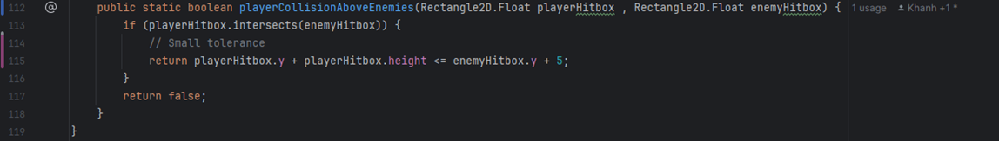 112 @ public static boolean playerCollisionAboveEnemies(Rectangle2D.Float playerHitbox , Rectangle2D.Float enemyHitbox) { 1 usage Khanh +1 *
113 if (playerHitbox.intersects(enemyHitbox)) {
114 // Small tolerance
115 return playerHitbox.y + playerHitbox.height <= enemyHitbox.y + 5;
116 }
117 return false;
118 }
119 }